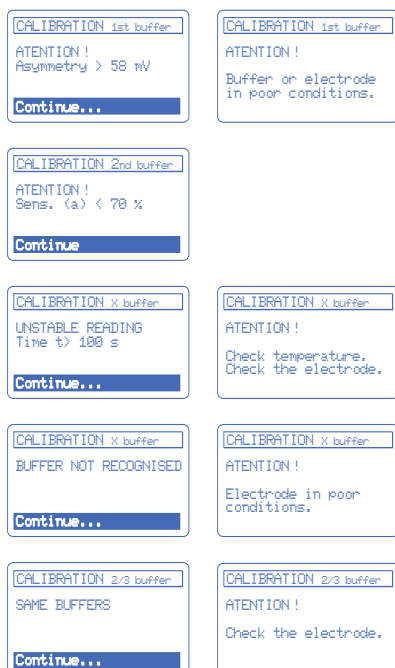 CALIBRATION 1st buffer
ATENTION !
Asymmetry > 58 mV
Continue...
CALIBRATION 1st buffer
ATENTION !
Buffer or electrode
in poor conditions.
CALIBRATION 2nd buffer
ATENTION !
Sens. (a) < 70 %
Continue
CALIBRATION X buffer
UNSTABLE READING
Time t> 100 s
Continue...
CALIBRATION X buffer
ATENTION !
Check temperature.
Check the electrode.
CALIBRATION X buffer
BUFFER NOT RECOGNISED
Continue...
CALIBRATION X buffer
ATENTION !
Electrode in poor
conditions.
CALIBRATION 2/3 buffer
SAME BUFFERS
Continue...
CALIBRATION 2/3 buffer
ATENTION !
Check the electrode.